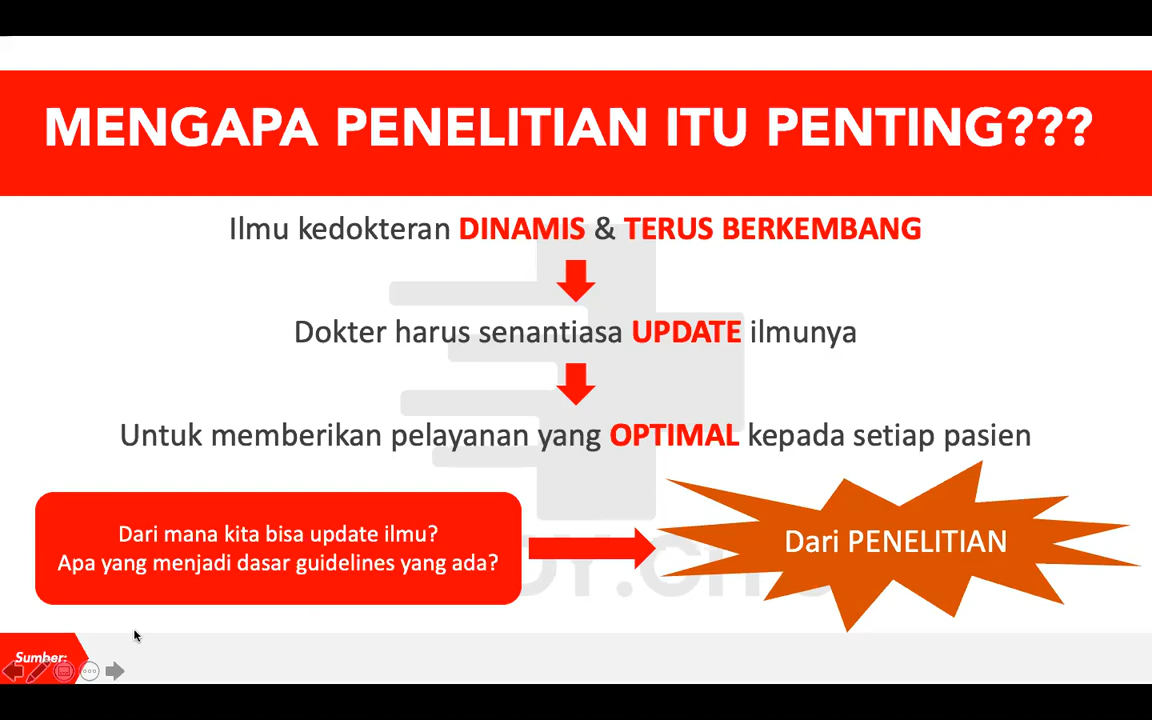 MENGAPA PENELITIAN ITU PENTING???
Ilmu kedokteran DINAMIS & TERUS BERKEMBANG
Dokter harus senantiasa UPDATE ilmunya
Untuk memberikan pelayanan yang OPTIMAL kepada setiap pasien
Dari mana kita bisa update ilmu?
Apa yang menjadi dasar guidelines yang ada?
Dari PENELITIAN
Sumber: